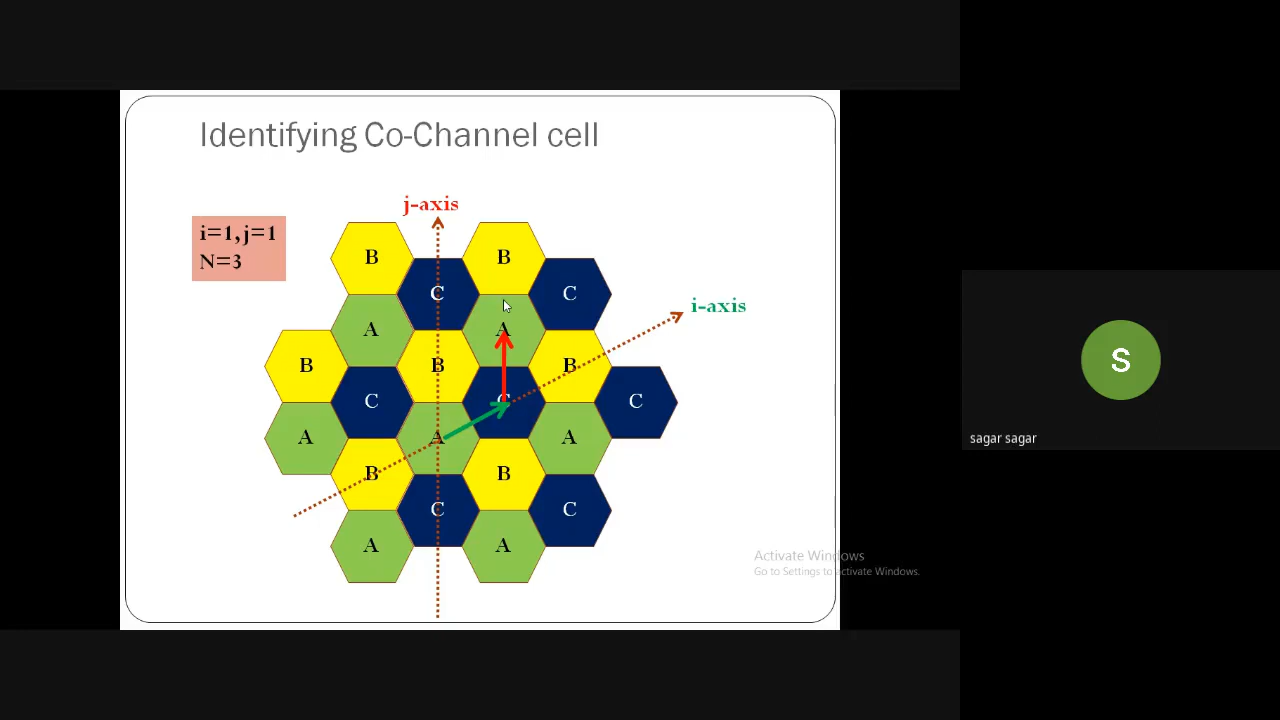 Identifying Co-Channel cell
j-axis
i=1,j=1
N=3
B
B
C
C
i-axis
A
A
B
B
B
C
C
C
A
A
A
B
B
C
C
A
A
Activate Windows
Go to Settings to activate Windows.
S
sagar sagar